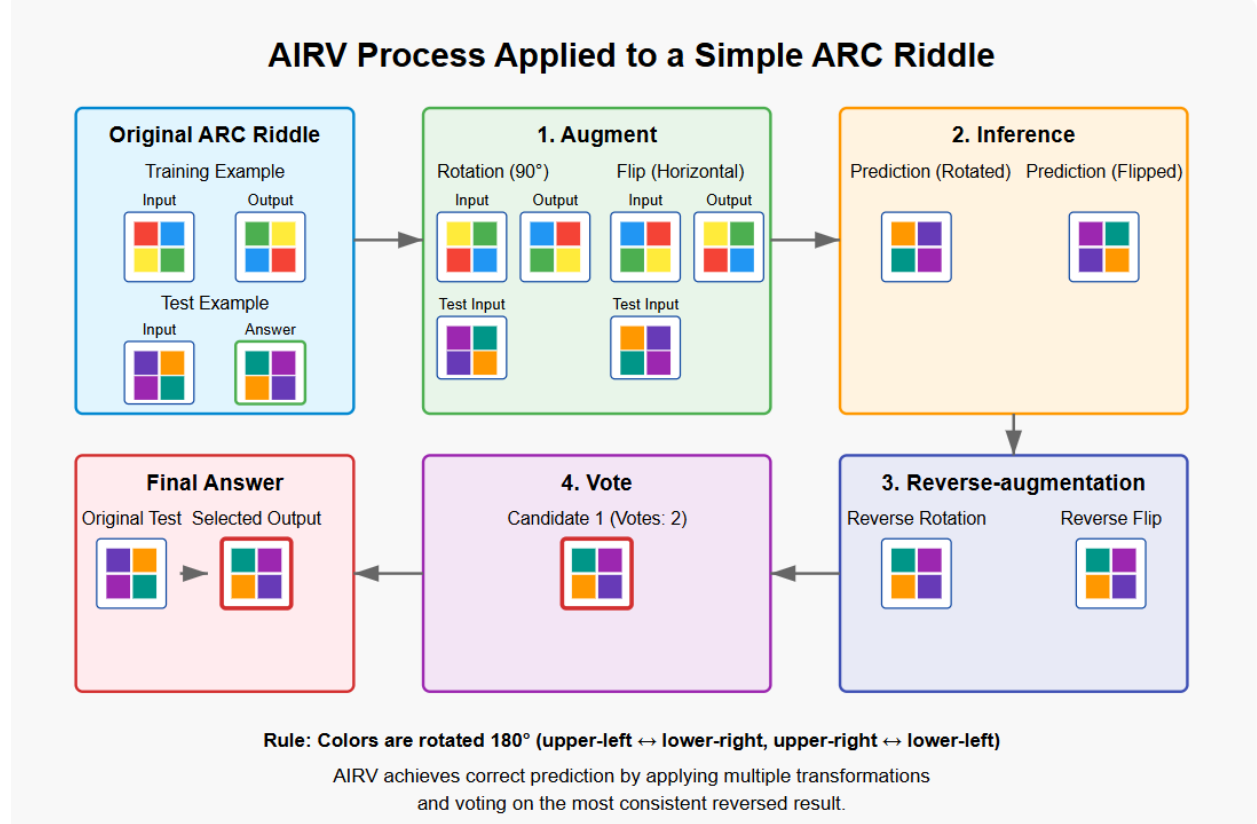 AIRV Process Applied to a Simple ARC Riddle
Original ARC Riddle
Training Example
Input Output
Test Example
Input Answer
1. Augment
Rotation (90°) Flip (Horizontal)
Input Output Input Output
Test Input Test Input
2. Inference
Prediction (Rotated) Prediction (Flipped)
Final Answer
Original Test Selected Output
4. Vote
Candidate 1 (Votes: 2)
3. Reverse-augmentation
Reverse Rotation Reverse Flip
Rule: Colors are rotated 180° (upper-left ↔ lower-right, upper-right ↔ lower-left)
AIRV achieves correct prediction by applying multiple transformations
and voting on the most consistent reversed result.